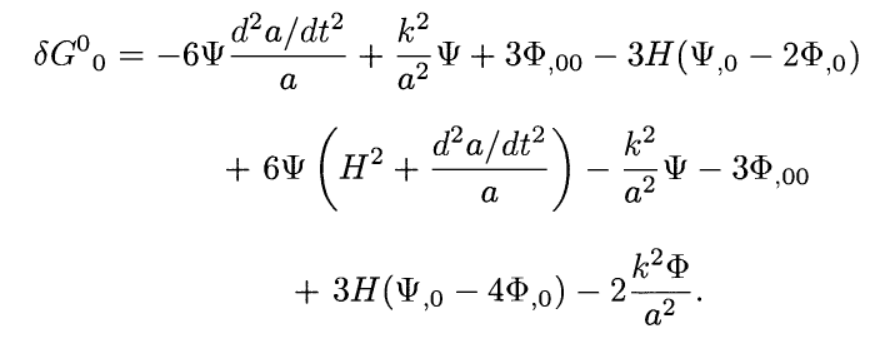 δG⁰₀ = −6Ψ (d²a/dt²)/a + (k²/a²)Ψ + 3Φ,₀₀ − 3H(Ψ,₀ − 2Φ,₀)
+ 6Ψ (H² + (d²a/dt²)/a) − (k²/a²)Ψ − 3Φ,₀₀
+ 3H(Ψ,₀ − 4Φ,₀) − 2 (k²Φ)/a².